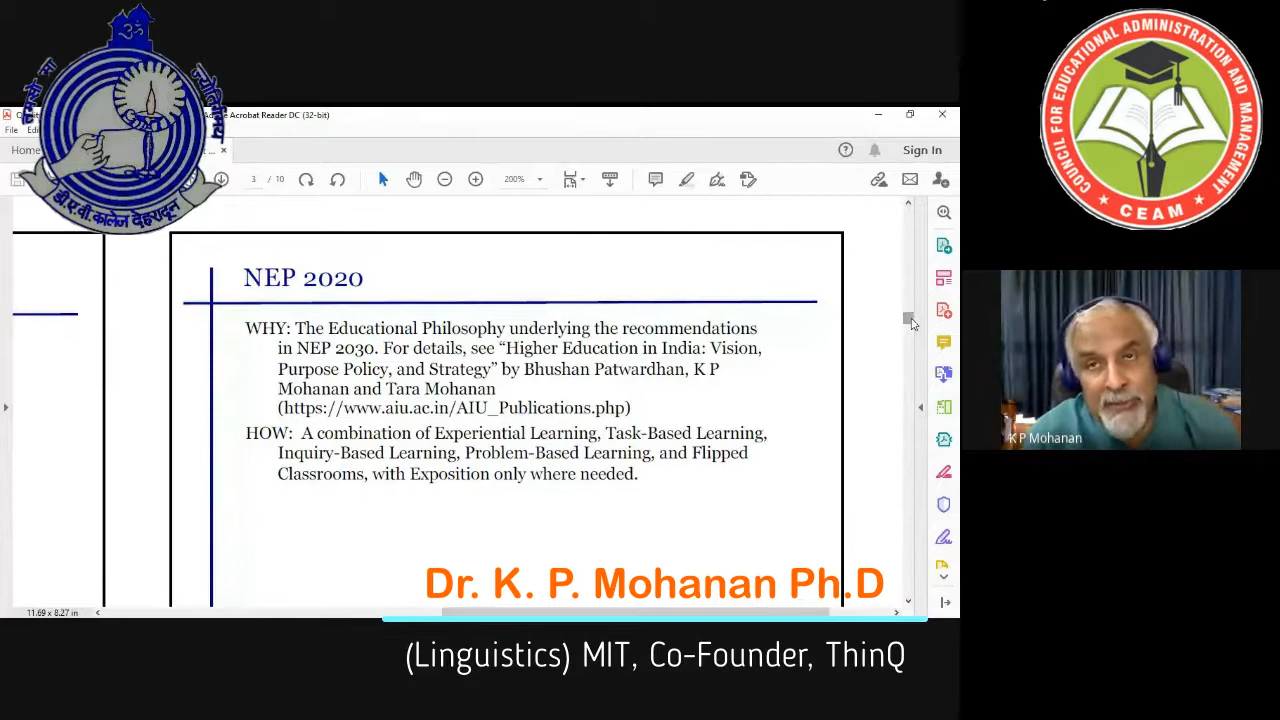 तमसो मा ज्योतिर्गमय
डी.ए.वी. कालेज देहरादून
COUNCIL FOR EDUCATIONAL ADMINISTRATION AND MANAGEMENT
★ CEAM ★
Acrobat Reader DC (32-bit)
File
Home
Sign In
3 / 10
200%
NEP 2020
WHY: The Educational Philosophy underlying the recommendations
in NEP 2030. For details, see “Higher Education in India: Vision,
Purpose Policy, and Strategy” by Bhushan Patwardhan, K P
Mohanan and Tara Mohanan
(https://www.aiu.ac.in/AIU_Publications.php)
HOW: A combination of Experiential Learning, Task-Based Learning,
Inquiry-Based Learning, Problem-Based Learning, and Flipped
Classrooms, with Exposition only where needed.
K P Mohanan
11.69 x 8.27 in
Dr. K. P. Mohanan Ph.D
(Linguistics) MIT, Co-Founder, ThinQ